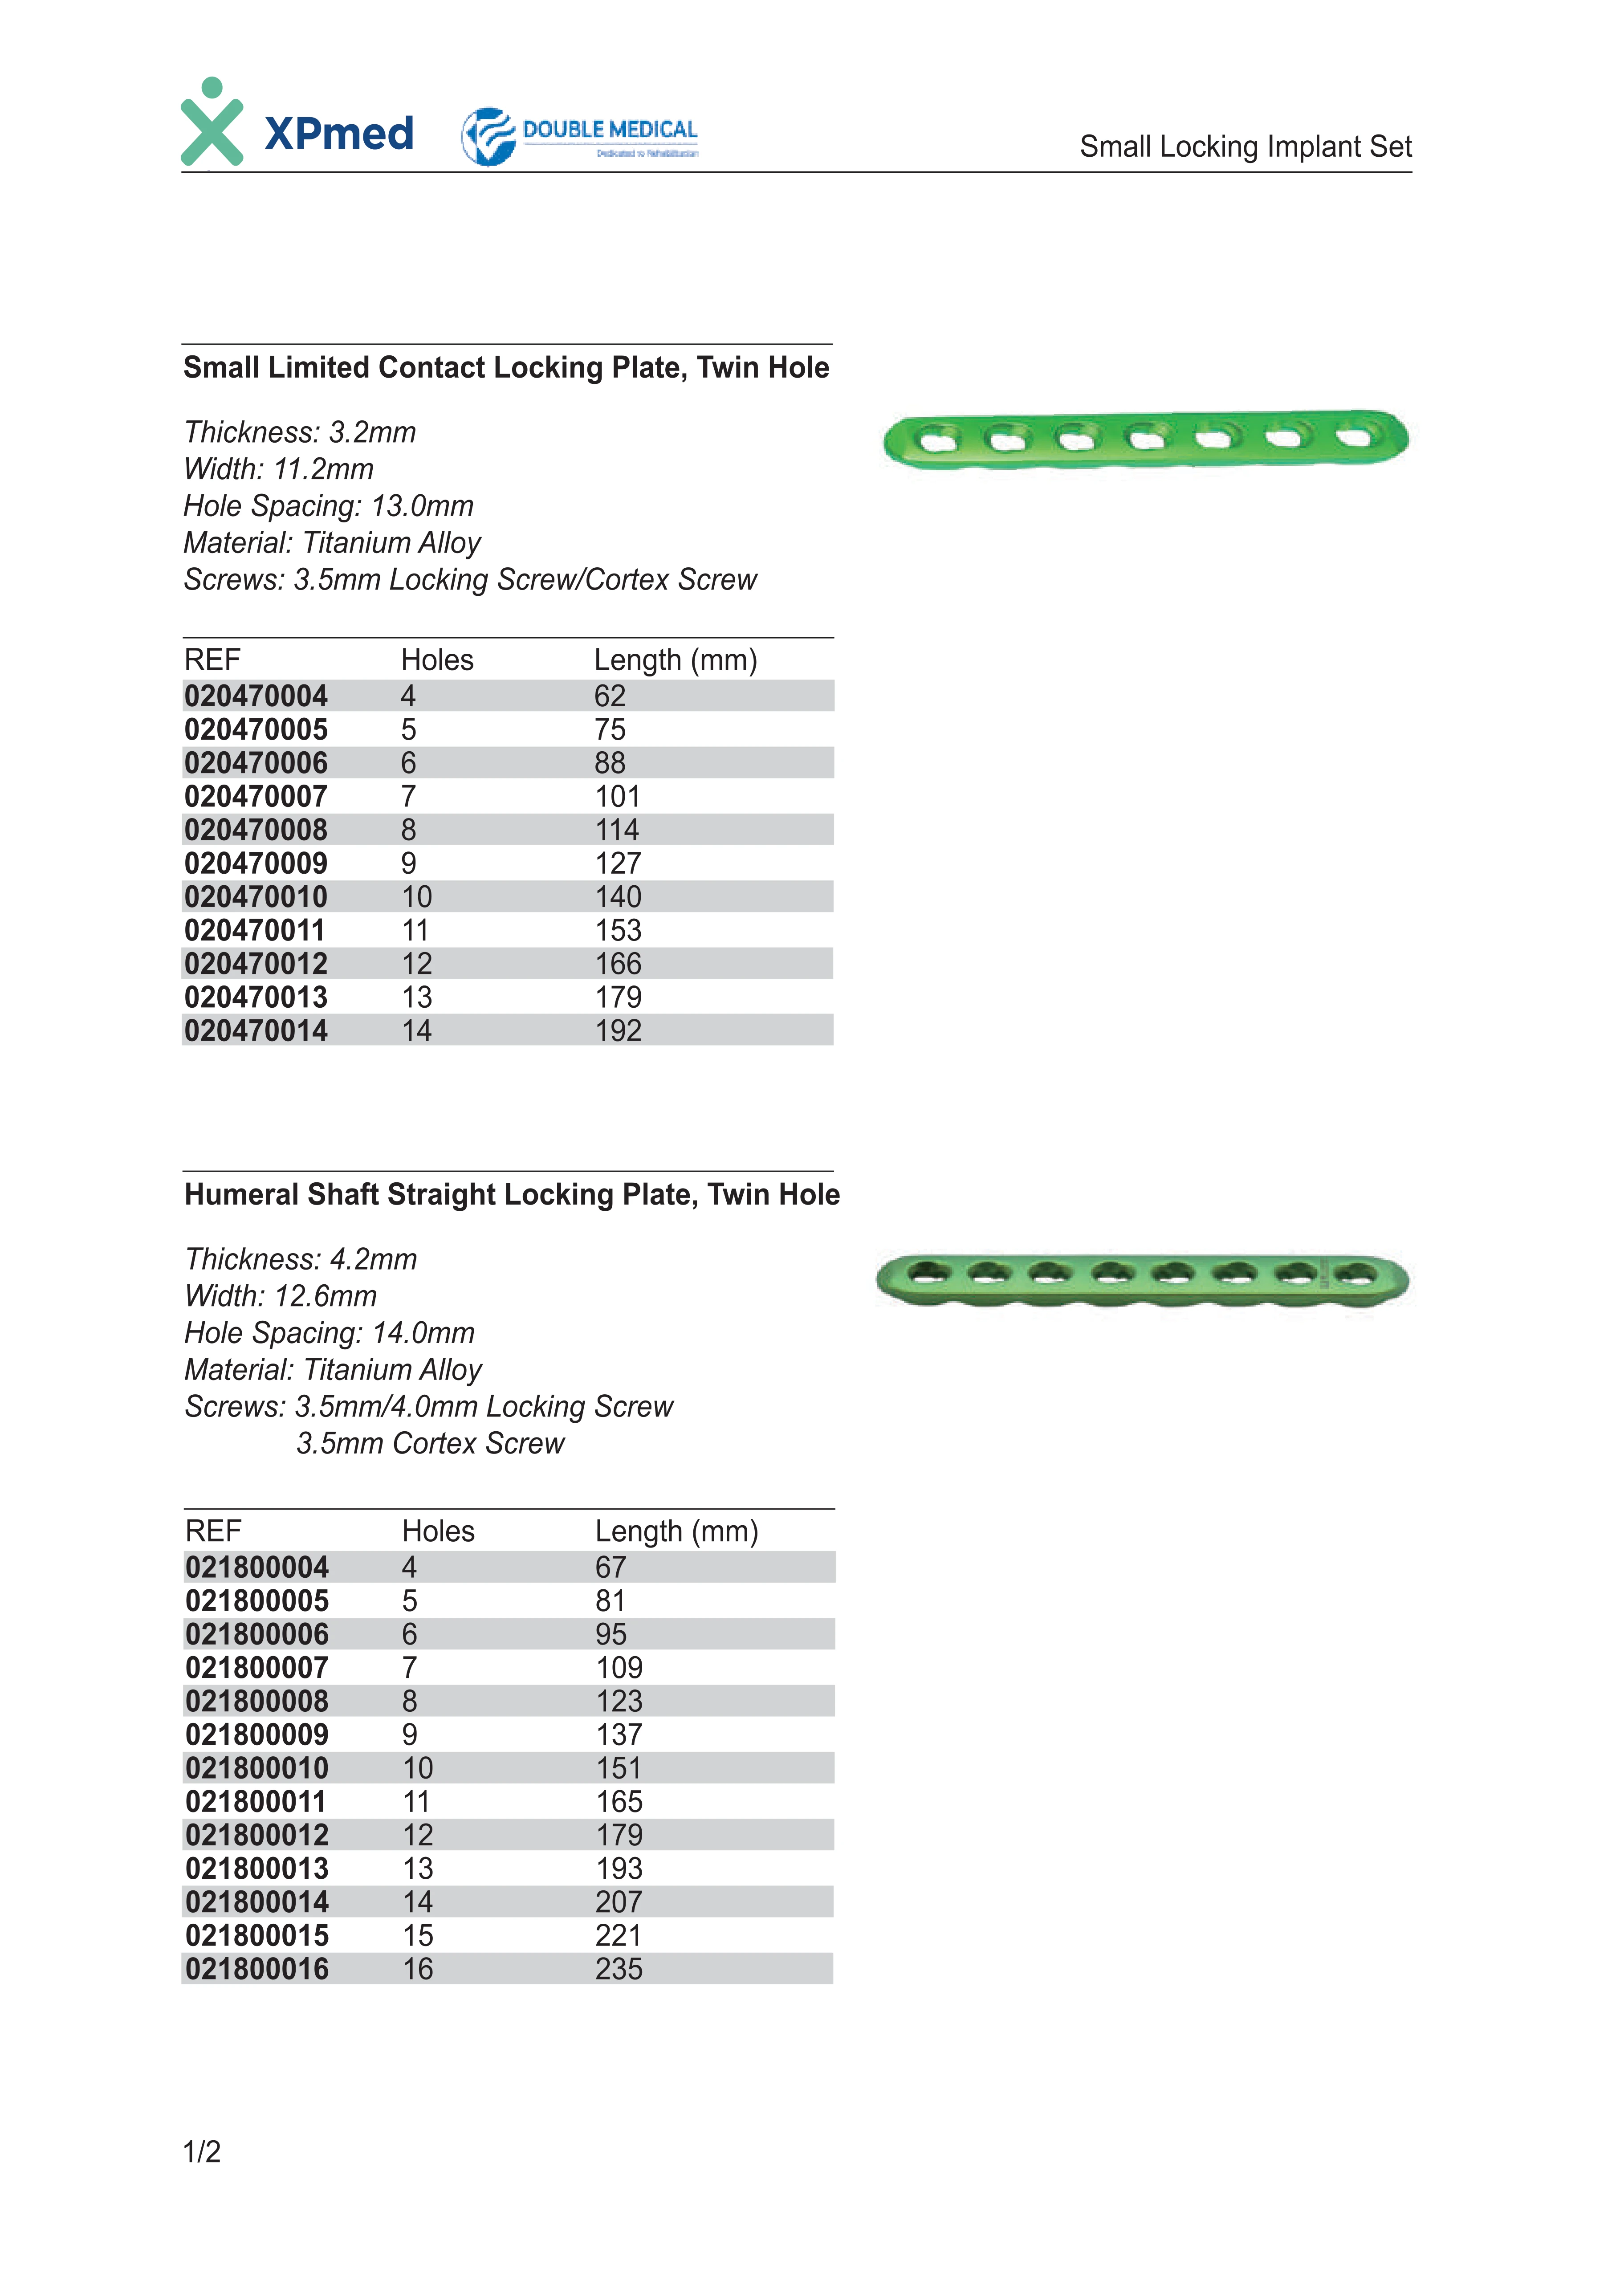 XPmed
DOUBLE MEDICAL
Dedicated to Rehabilitation
Small Locking Implant Set
Small Limited Contact Locking Plate, Twin Hole
Thickness: 3.2mm
Width: 11.2mm
Hole Spacing: 13.0mm
Material: Titanium Alloy
Screws: 3.5mm Locking Screw/Cortex Screw
REF Holes Length (mm)
020470004 4 62
020470005 5 75
020470006 6 88
020470007 7 101
020470008 8 114
020470009 9 127
020470010 10 140
020470011 11 153
020470012 12 166
020470013 13 179
020470014 14 192
Humeral Shaft Straight Locking Plate, Twin Hole
Thickness: 4.2mm
Width: 12.6mm
Hole Spacing: 14.0mm
Material: Titanium Alloy
Screws: 3.5mm/4.0mm Locking Screw
3.5mm Cortex Screw
REF Holes Length (mm)
021800004 4 67
021800005 5 81
021800006 6 95
021800007 7 109
021800008 8 123
021800009 9 137
021800010 10 151
021800011 11 165
021800012 12 179
021800013 13 193
021800014 14 207
021800015 15 221
021800016 16 235
1/2